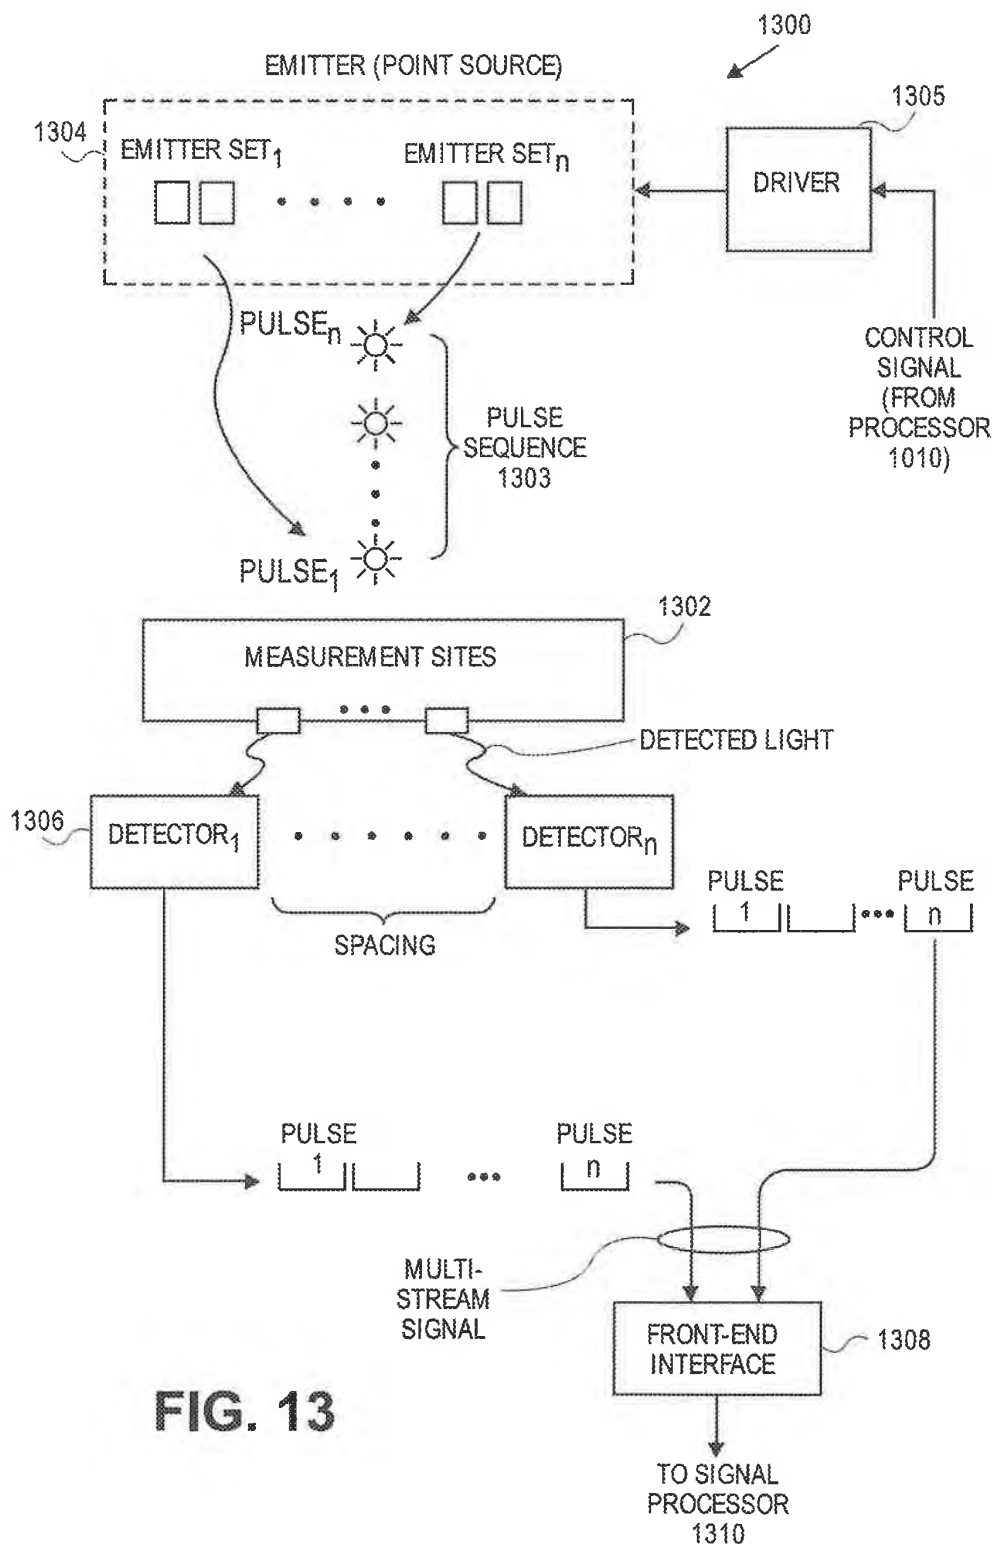 1300
EMITTER (POINT SOURCE)
1304
1305
EMITTER SET1
EMITTER SETn
DRIVER
PULSEn
CONTROL
SIGNAL
(FROM
PROCESSOR
1010)
PULSE
SEQUENCE
1303
PULSE1
1302
MEASUREMENT SITES
DETECTED LIGHT
1306
DETECTOR1
DETECTORn
PULSE
1
PULSE
n
SPACING
PULSE
1
PULSE
n
MULTI-
STREAM
SIGNAL
FRONT-END
INTERFACE
1308
FIG. 13
TO SIGNAL
PROCESSOR
1310